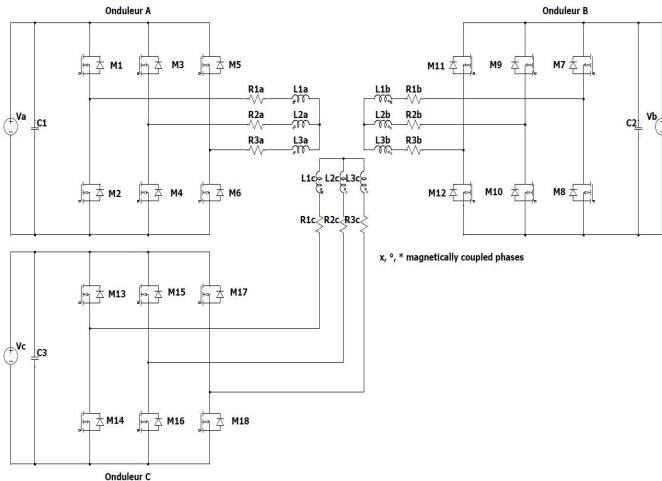 Onduleur A
Onduleur B
M1
M3
M5
M11
M9
M7
Va
C1
R1a
L1a
L1b
R1b
R2a
L2a
L2b
R2b
R3a
L3a
L3b
R3b
C2
Vb
M2
M4
M6
M12
M10
M8
L1c
L2c
L3c
R1c
R2c
R3c
x, °, * magnetically coupled phases
M13
M15
M17
Vc
C3
M14
M16
M18
Onduleur C